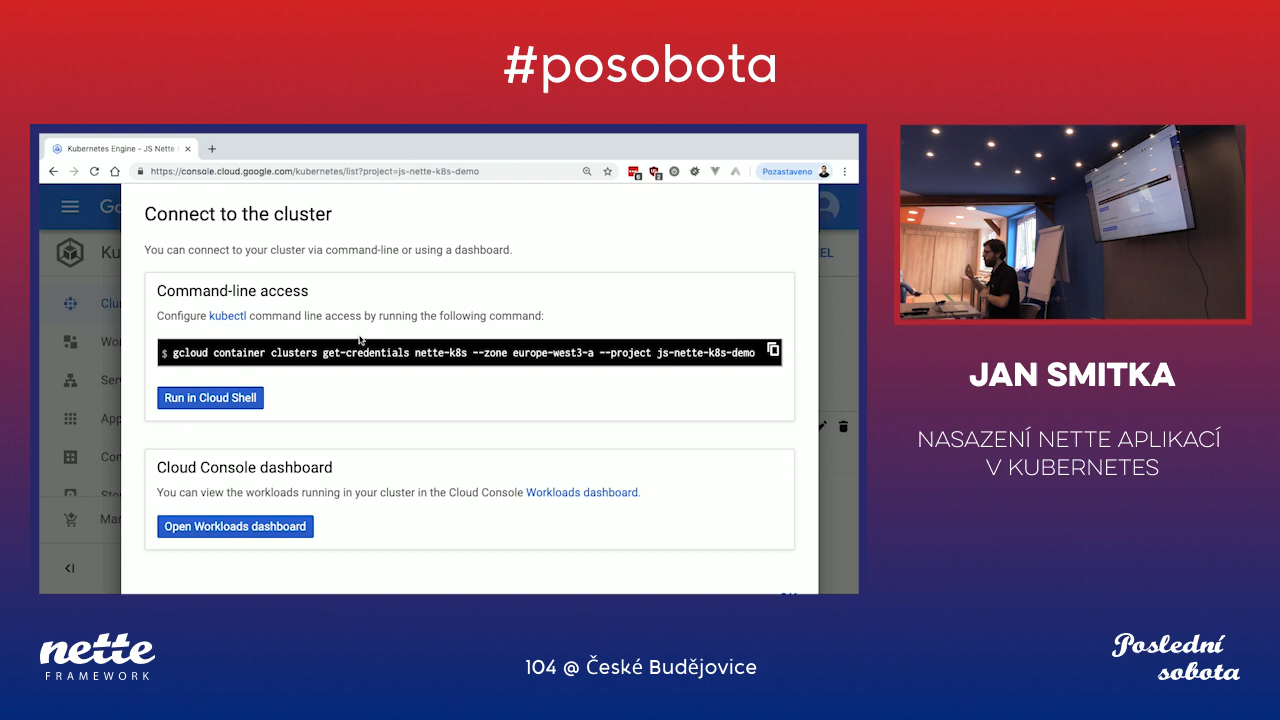 #posobota
Kubernetes Engine - JS Nette
https://console.cloud.google.com/kubernetes/list?project=js-nette-k8s-demo
Pozastaveno
Connect to the cluster
You can connect to your cluster via command-line or using a dashboard.
Command-line access
Configure kubectl command line access by running the following command:
$ gcloud container clusters get-credentials nette-k8s --zone europe-west3-a --project js-nette-k8s-demo
Run in Cloud Shell
Cloud Console dashboard
You can view the workloads running in your cluster in the Cloud Console Workloads dashboard.
Open Workloads dashboard
JAN SMITKA
NASAZENÍ NETTE APLIKACÍ
V KUBERNETES
nette
FRAMEWORK
104 @ České Budějovice
Poslední
sobota